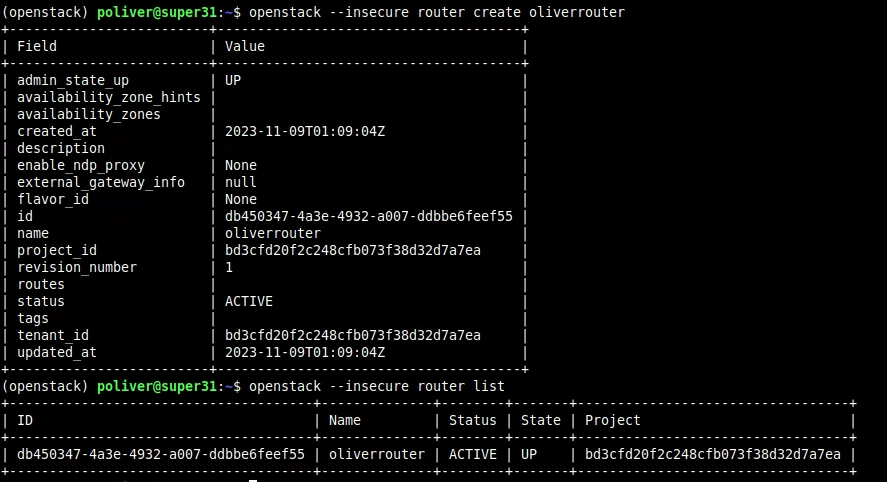 (openstack) poliver@super31:~$ openstack --insecure router create oliverrouter
+-------------------------+--------------------------------------+
| Field                   | Value                                |
+-------------------------+--------------------------------------+
| admin_state_up          | UP                                   |
| availability_zone_hints |                                      |
| availability_zones      |                                      |
| created_at              | 2023-11-09T01:09:04Z                 |
| description             |                                      |
| enable_ndp_proxy        | None                                 |
| external_gateway_info   | null                                 |
| flavor_id               | None                                 |
| id                      | db450347-4a3e-4932-a007-ddbbe6feef55 |
| name                    | oliverrouter                         |
| project_id              | bd3cfd20f2c248cfb073f38d32d7a7ea     |
| revision_number         | 1                                    |
| routes                  |                                      |
| status                  | ACTIVE                               |
| tags                    |                                      |
| tenant_id               | bd3cfd20f2c248cfb073f38d32d7a7ea     |
| updated_at              | 2023-11-09T01:09:04Z                 |
+-------------------------+--------------------------------------+
(openstack) poliver@super31:~$ openstack --insecure router list
+--------------------------------------+--------------+--------+-------+----------------------------------+
| ID                                   | Name         | Status | State | Project                          |
+--------------------------------------+--------------+--------+-------+----------------------------------+
| db450347-4a3e-4932-a007-ddbbe6feef55 | oliverrouter | ACTIVE | UP    | bd3cfd20f2c248cfb073f38d32d7a7ea |
+--------------------------------------+--------------+--------+-------+----------------------------------+